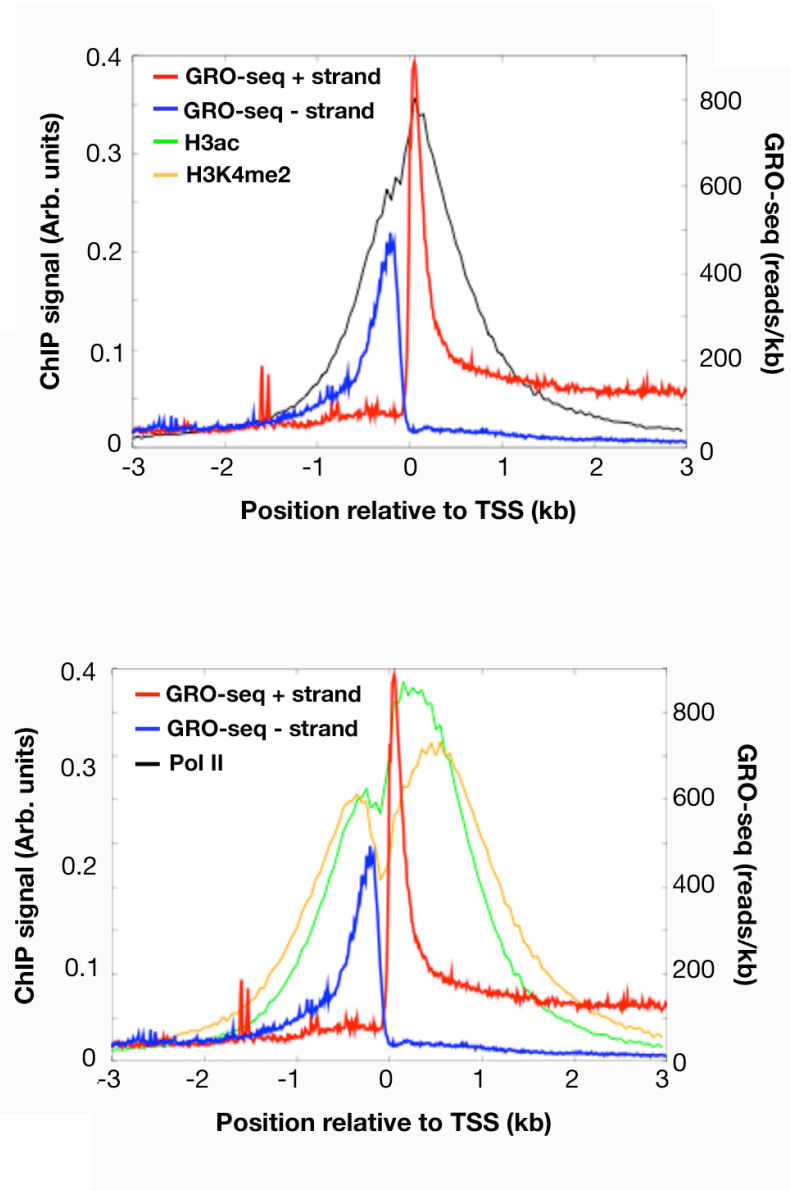 0.4
0.3
0.2
0.1
0
ChIP signal (Arb. units)
GRO-seq + strand
GRO-seq - strand
H3ac
H3K4me2
800
600
400
200
0
GRO-seq (reads/kb)
-3 -2 -1 0 1 2 3
Position relative to TSS (kb)
0.4
0.3
0.2
0.1
0
ChIP signal (Arb. units)
GRO-seq + strand
GRO-seq - strand
Pol II
800
600
400
200
0
GRO-seq (reads/kb)
-3 -2 -1 0 1 2 3
Position relative to TSS (kb)